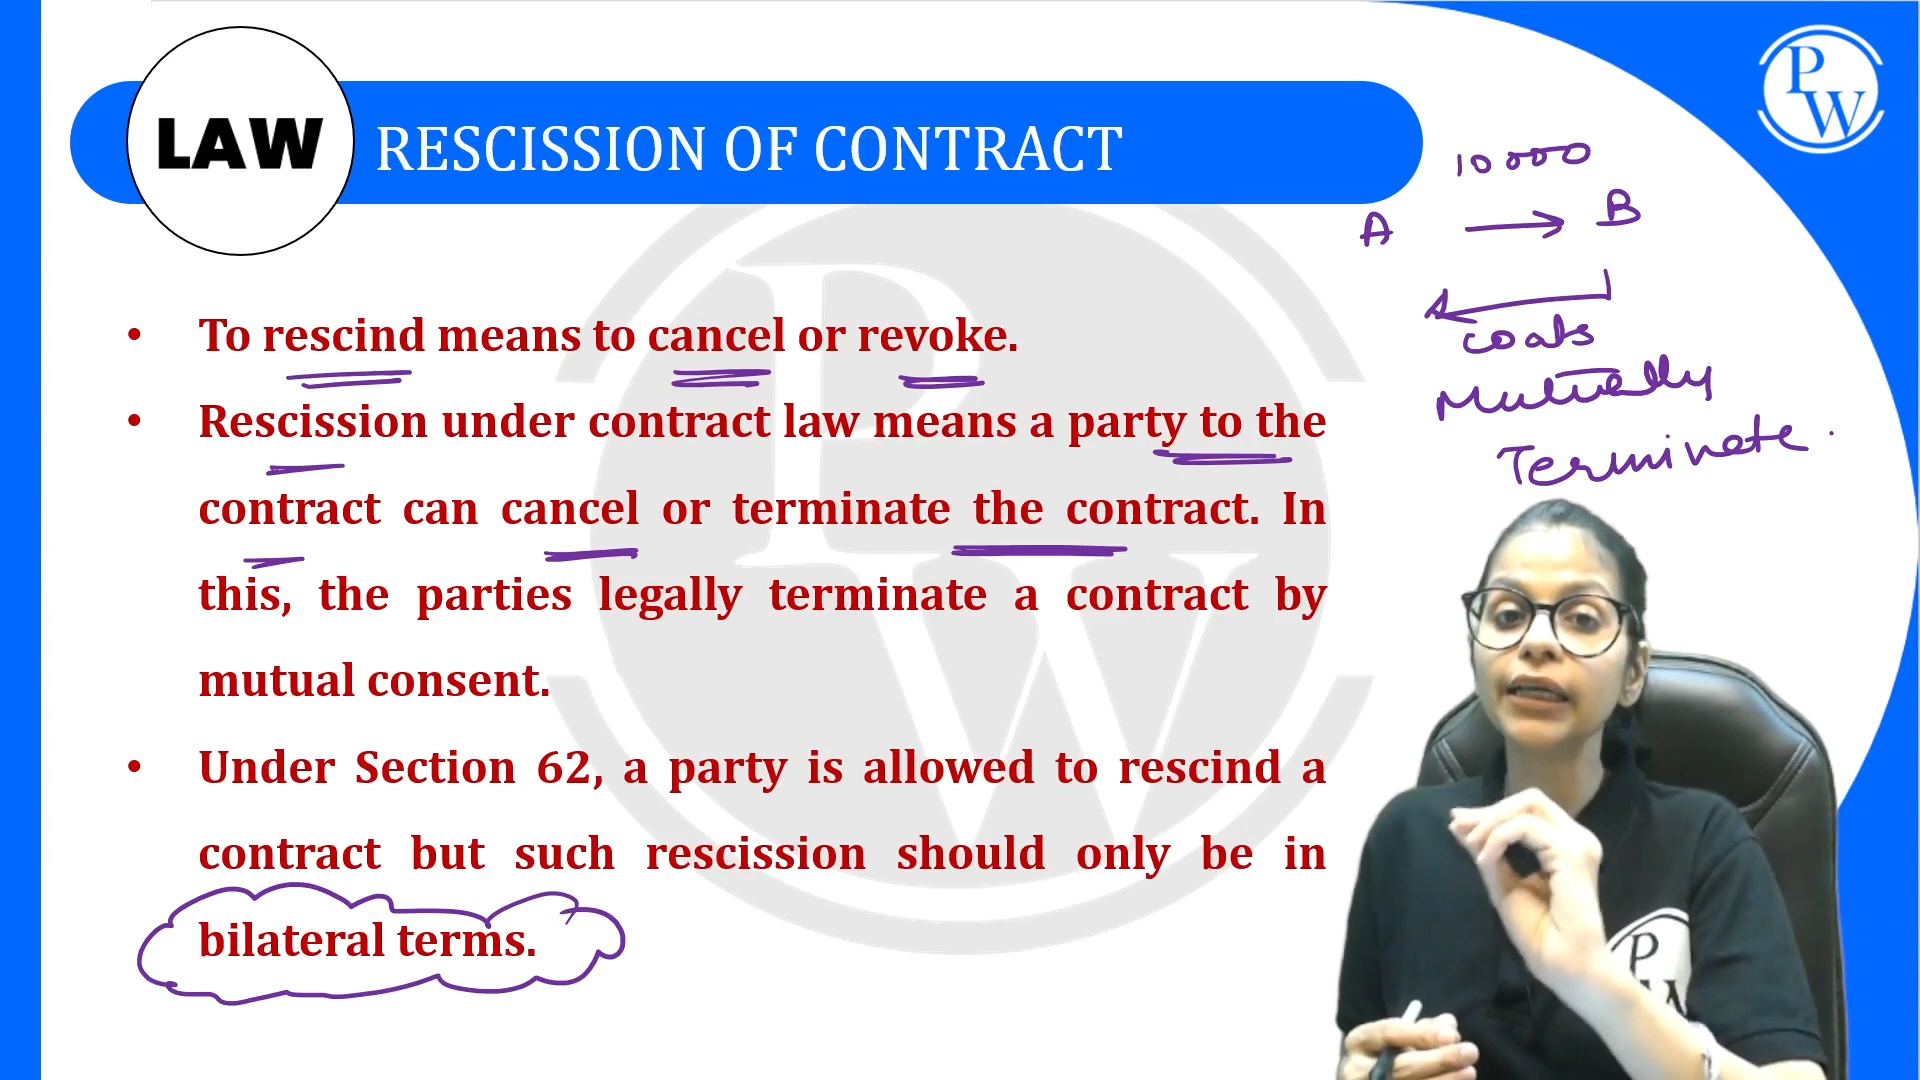 LAW
RESCISSION OF CONTRACT
P
W
10000
A
B
coats
Mutually
Terminate.
• To rescind means to cancel or revoke.
• Rescission under contract law means a party to the
contract can cancel or terminate the contract. In
this, the parties legally terminate a contract by
mutual consent.
• Under Section 62, a party is allowed to rescind a
contract but such rescission should only be in
bilateral terms.
P
W
P
W